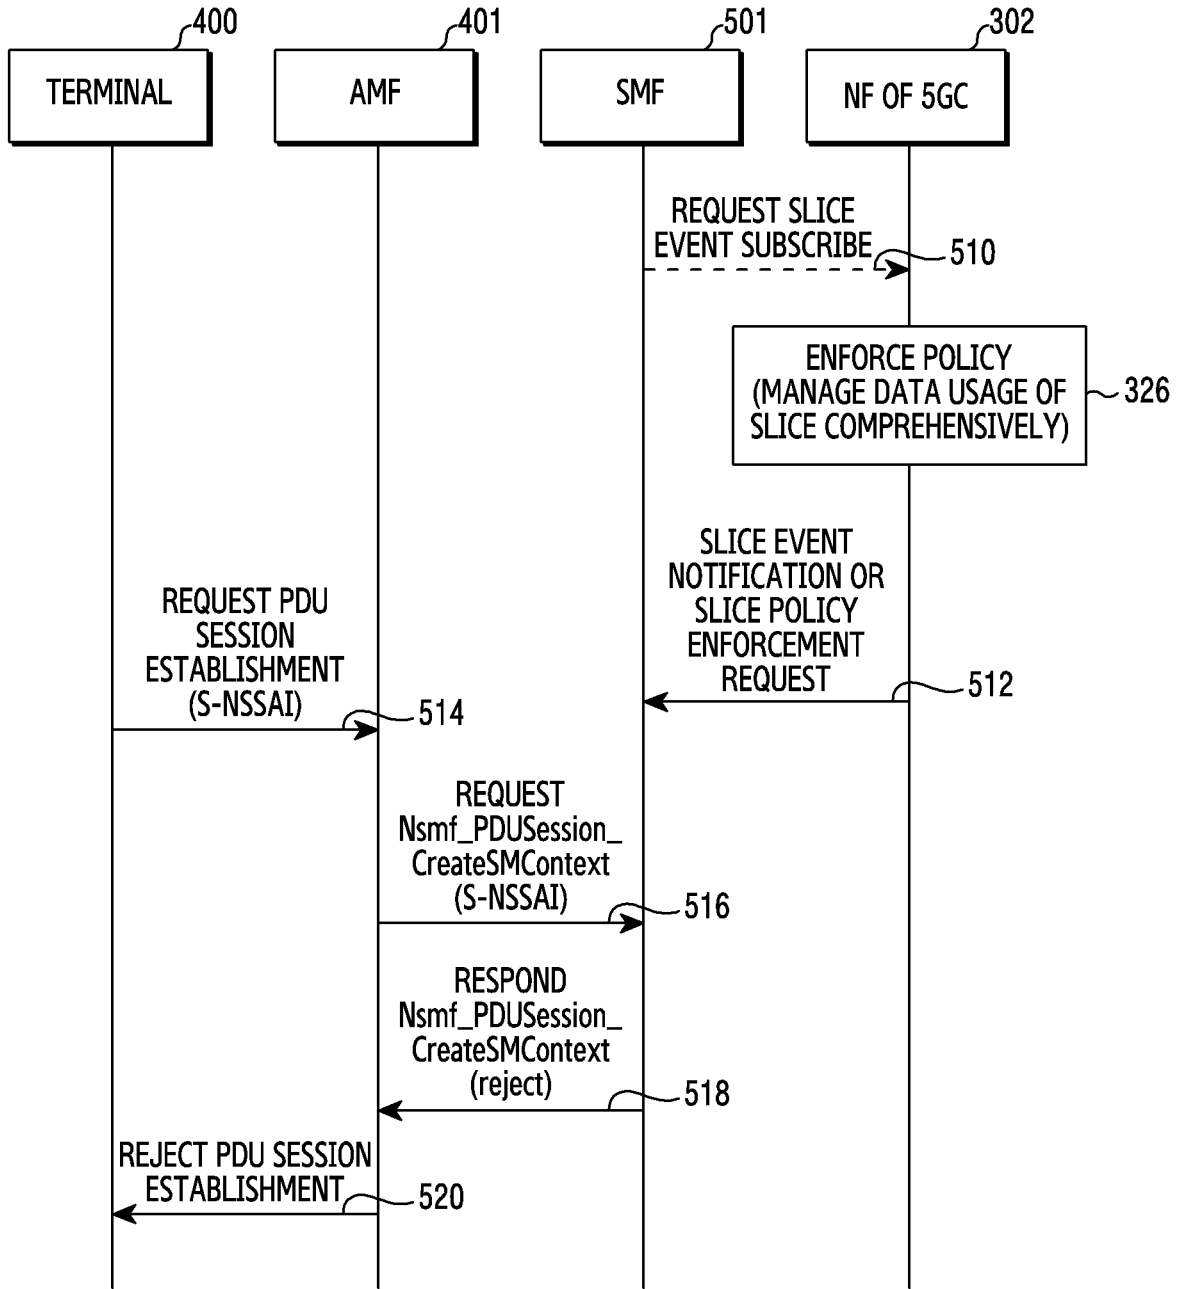 400
401
501
302
TERMINAL
AMF
SMF
NF OF 5GC
REQUEST SLICE
EVENT SUBSCRIBE
510
ENFORCE POLICY
(MANAGE DATA USAGE OF
SLICE COMPREHENSIVELY)
326
SLICE EVENT
NOTIFICATION OR
SLICE POLICY
ENFORCEMENT
REQUEST
512
REQUEST PDU
SESSION
ESTABLISHMENT
(S-NSSAI)
514
REQUEST
Nsmf_PDUSession_
CreateSMContext
(S-NSSAI)
516
RESPOND
Nsmf_PDUSession_
CreateSMContext
(reject)
518
REJECT PDU SESSION
ESTABLISHMENT
520